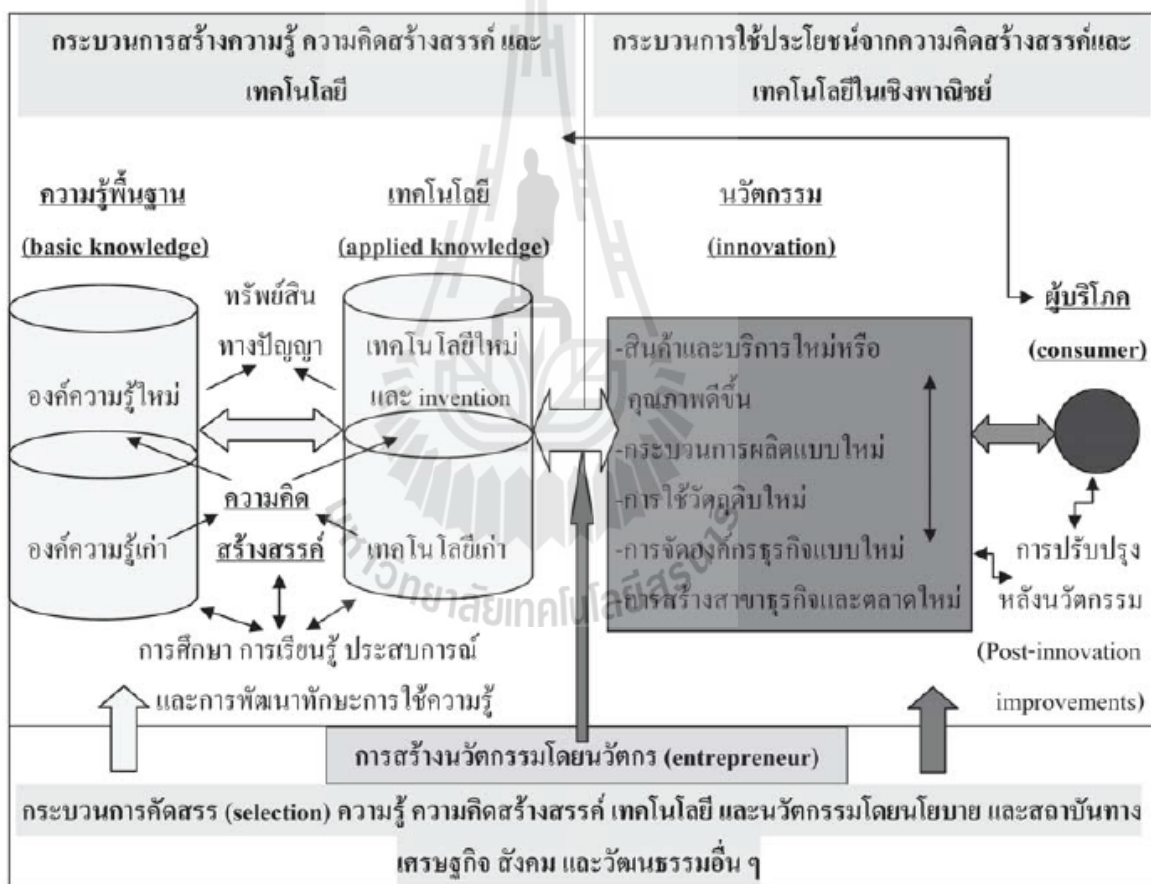 กระบวนการสร้างความรู้ ความคิดสร้างสรรค์ และ
เทคโนโลยี
กระบวนการใช้ประโยชน์จากความคิดสร้างสรรค์และ
เทคโนโลยีในเชิงพาณิชย์
ความรู้พื้นฐาน
(basic knowledge)
เทคโนโลยี
(applied knowledge)
นวัตกรรม
(innovation)
ผู้บริโภค
(consumer)
ทรัพย์สิน
ทางปัญญา
องค์ความรู้ใหม่
เทคโนโลยีใหม่
และ invention
ความคิด
สร้างสรรค์
องค์ความรู้เก่า
เทคโนโลยีเก่า
-สินค้าและบริการใหม่หรือ
คุณภาพดีขึ้น
-กระบวนการผลิตแบบใหม่
-การใช้วัตถุดิบใหม่
-การจัดองค์กรธุรกิจแบบใหม่
-การสร้างสาขาธุรกิจและตลาดใหม่
การปรับปรุง
หลังนวัตกรรม
(Post-innovation
improvements)
การศึกษา การเรียนรู้ ประสบการณ์
และการพัฒนาทักษะการใช้ความรู้
มหาวิทยาลัยเทคโนโลยีสุรนารี
การสร้างนวัตกรรมโดยนวัตกร (entrepreneur)
กระบวนการคัดสรร (selection) ความรู้ ความคิดสร้างสรรค์ เทคโนโลยี และนวัตกรรมโดยนโยบาย และสถาบันทาง
เศรษฐกิจ สังคม และวัฒนธรรมอื่น ๆ